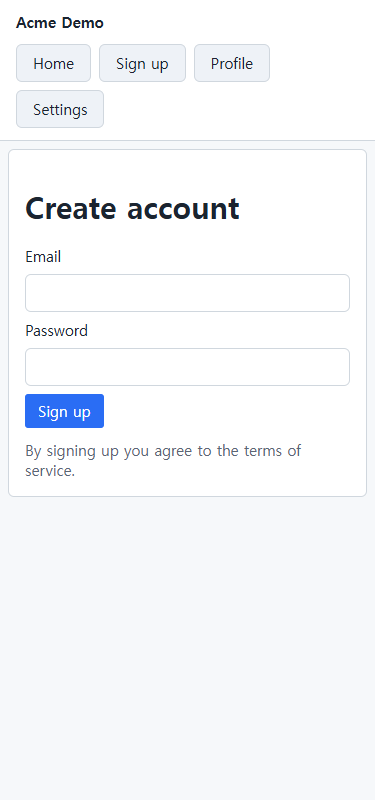 Acme Demo
Home
Sign up
Profile
Settings
Create account
Email
Password
Sign up
By signing up you agree to the terms of
service.